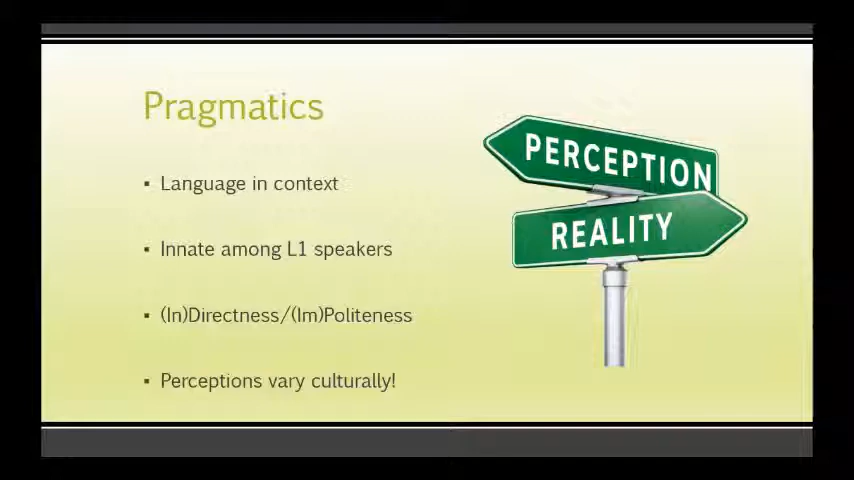 Pragmatics
▪ Language in context
▪ Innate among L1 speakers
▪ (In)Directness/(Im)Politeness
▪ Perceptions vary culturally!
PERCEPTION
REALITY